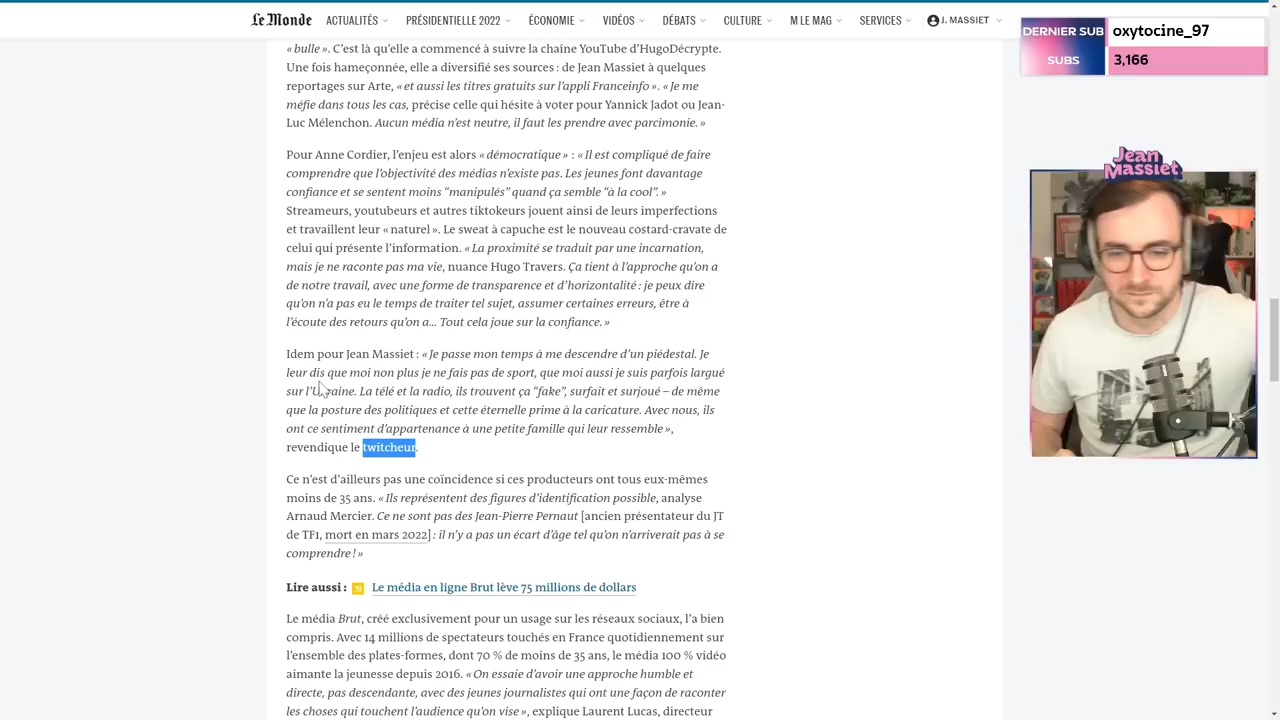 Le Monde ACTUALITÉS PRÉSIDENTIELLE 2022 ÉCONOMIE VIDÉOS DÉBATS CULTURE M LE MAG SERVICES J. MASSIET
DERNIER SUB oxytocine_97
SUBS 3,166
« bulle ». C’est là qu’elle a commencé à suivre la chaîne YouTube d’HugoDécrypte.
Une fois hameçonnée, elle a diversifié ses sources : de Jean Massiet à quelques
reportages sur Arte, « et aussi les titres gratuits sur l’appli Franceinfo ». « Je me
méfie dans tous les cas, précise celle qui hésite à voter pour Yannick Jadot ou Jean-
Luc Mélenchon. Aucun média n’est neutre, il faut les prendre avec parcimonie. »
Pour Anne Cordier, l’enjeu est alors « démocratique » : « Il est compliqué de faire
comprendre que l’objectivité des médias n’existe pas. Les jeunes font davantage
confiance et se sentent moins “manipulés” quand ça semble “à la cool”. »
Streameurs, youtubeurs et autres tiktokeurs jouent ainsi de leurs imperfections
et travaillent leur « naturel ». Le sweat à capuche est le nouveau costard-cravate de
celui qui présente l’information. « La proximité se traduit par une incarnation,
mais je ne raconte pas ma vie, nuance Hugo Travers. Ça tient à l’approche qu’on a
de notre travail, avec une forme de transparence et d’horizontalité : je peux dire
qu’on n’a pas eu le temps de traiter tel sujet, assumer certaines erreurs, être à
l’écoute des retours qu’on a… Tout cela joue sur la confiance. »
Jean
Massiet
Idem pour Jean Massiet : « Je passe mon temps à me descendre d’un piédestal. Je
leur dis que moi non plus je ne fais pas de sport, que moi aussi je suis parfois largué
sur l’Ukraine. La télé et la radio, ils trouvent ça “fake”, surfait et surjoué – de même
que la posture des politiques et cette éternelle prime à la caricature. Avec nous, ils
ont ce sentiment d’appartenance à une petite famille qui leur ressemble »,
revendique le twitcheur.
Ce n’est d’ailleurs pas une coïncidence si ces producteurs ont tous eux-mêmes
moins de 35 ans. « Ils représentent des figures d’identification possible, analyse
Arnaud Mercier. Ce ne sont pas des Jean-Pierre Pernaut [ancien présentateur du JT
de TF1, mort en mars 2022] : il n’y a pas un écart d’âge tel qu’on n’arriverait pas à se
comprendre ! »
Lire aussi : Le média en ligne Brut lève 75 millions de dollars
Le média Brut, créé exclusivement pour un usage sur les réseaux sociaux, l’a bien
compris. Avec 14 millions de spectateurs touchés en France quotidiennement sur
l’ensemble des plates-formes, dont 70 % de moins de 35 ans, le média 100 % vidéo
aimante la jeunesse depuis 2016. « On essaie d’avoir une approche humble et
directe, pas descendante, avec des jeunes journalistes qui ont une façon de raconter
les choses qui touchent l’audience qu’on vise », explique Laurent Lucas, directeur